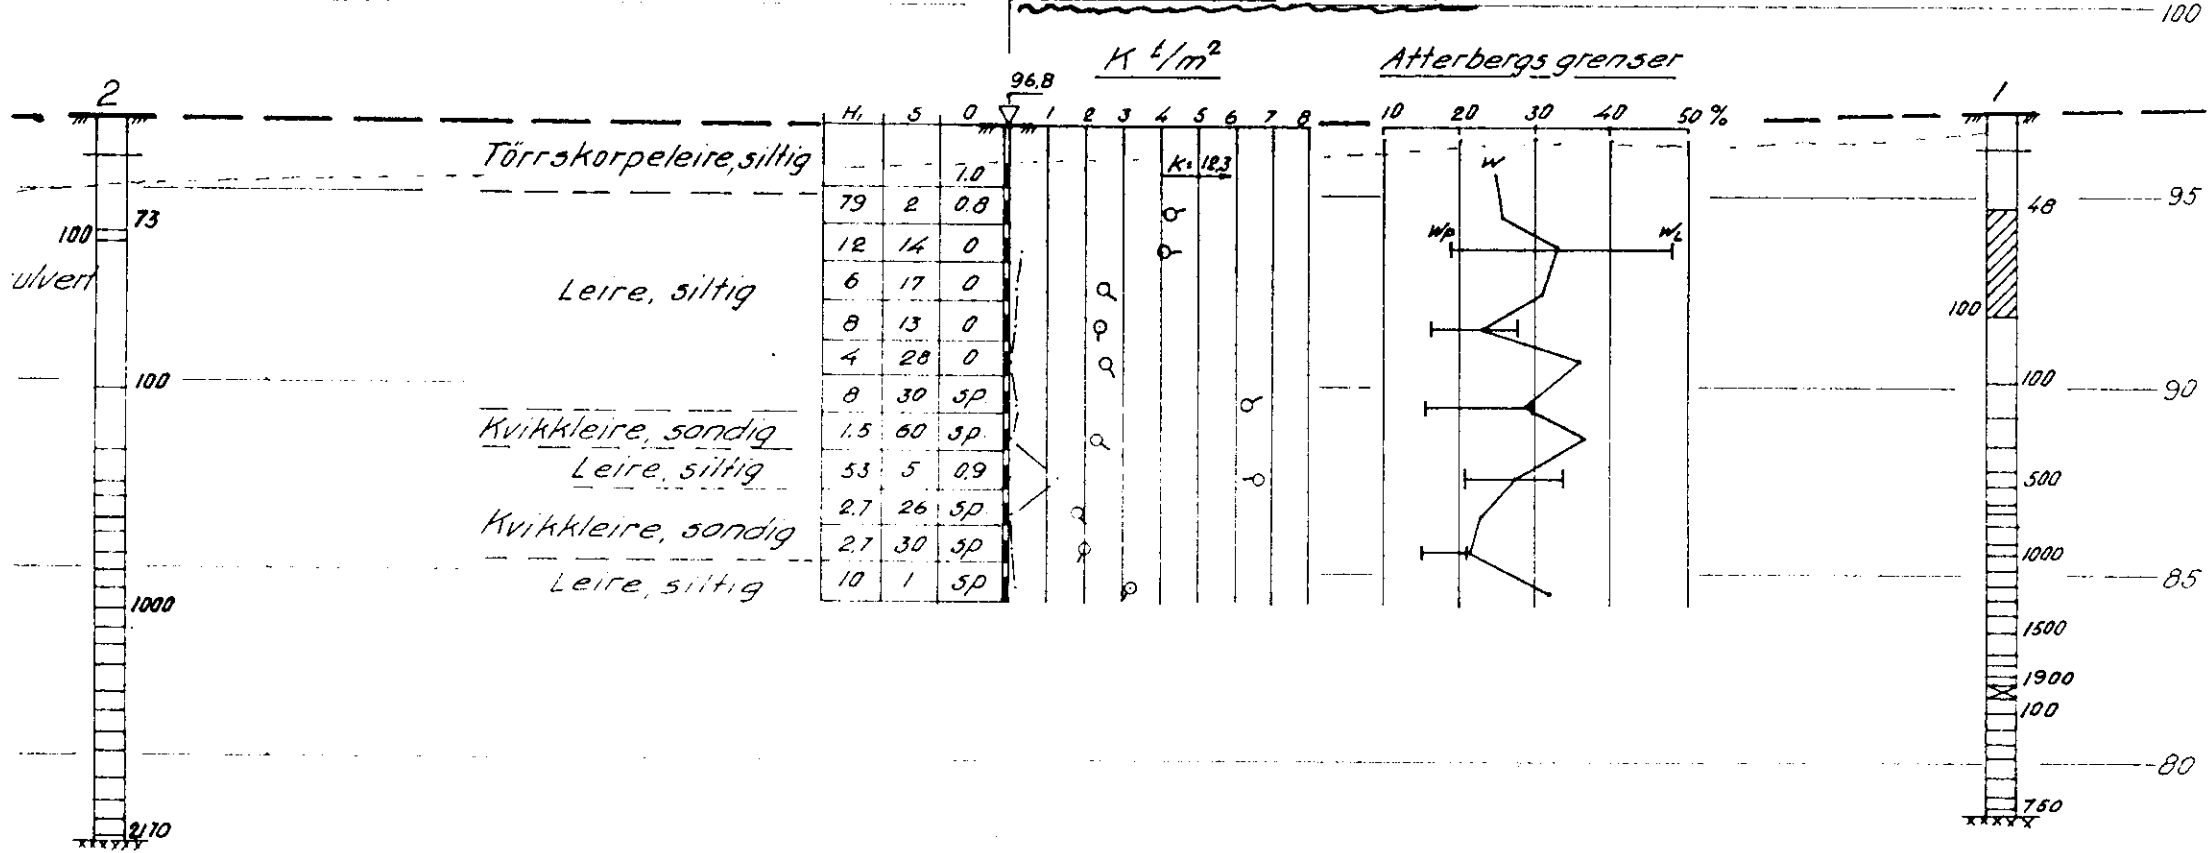 100
K t/m²
Atterbergs grenser
2
96,8
1
H₁ S O
1 2 3 4 5 6 7 8
10 20 30 40 50 %
Törrskorpeleire, siltig
1.0
K= 12.3
W
79 2 0.8
48
95
73
100
12 14 0
Wp
WL
Leire, siltig
6 17 0
100
8 13 0
4 28 0
100
100
8 30 sp.
90
Kvikkleire, sandig
1.5 60 sp.
Leire, siltig
53 5 0.9
500
Kvikkleire, sandig
2.7 26 sp.
2.7 30 sp
1000
Leire, siltig
10 1 sp
85
1000
1500
1900
100
80
750
2170